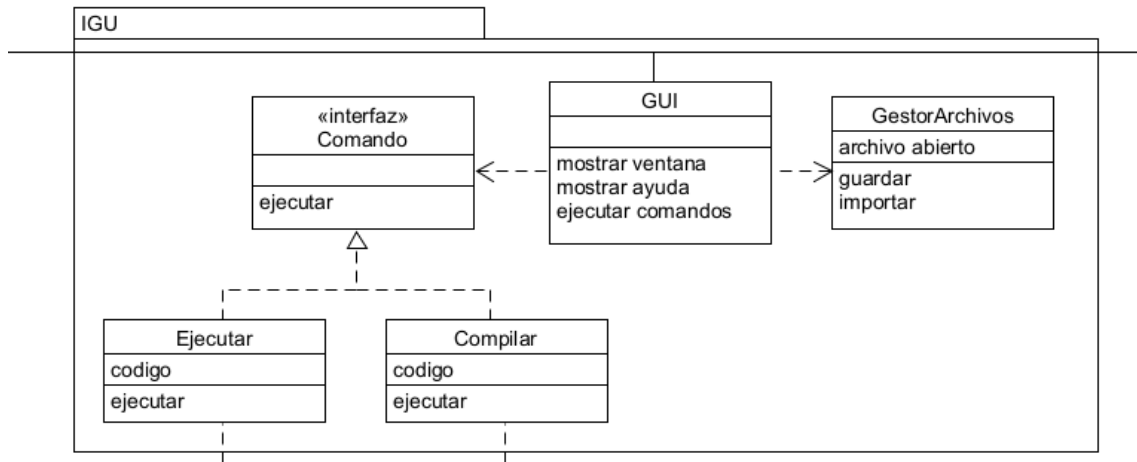 IGU
«interfaz»
Comando
ejecutar
GUI
mostrar ventana
mostrar ayuda
ejecutar comandos
GestorArchivos
archivo abierto
guardar
importar
Ejecutar
codigo
ejecutar
Compilar
codigo
ejecutar